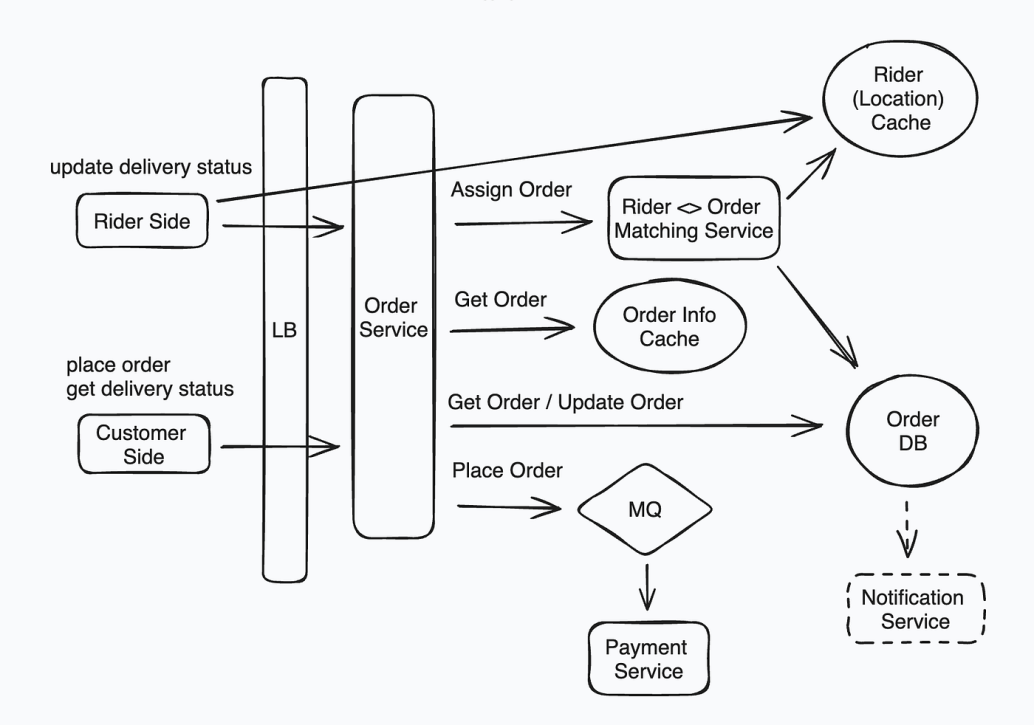 Rider
(Location)
Cache
update delivery status
Rider Side
Assign Order
Rider <> Order
Matching Service
Get Order
Order Info
Cache
LB
Order
Service
place order
get delivery status
Customer
Side
Get Order / Update Order
Order
DB
Place Order
MQ
Notification
Service
Payment
Service